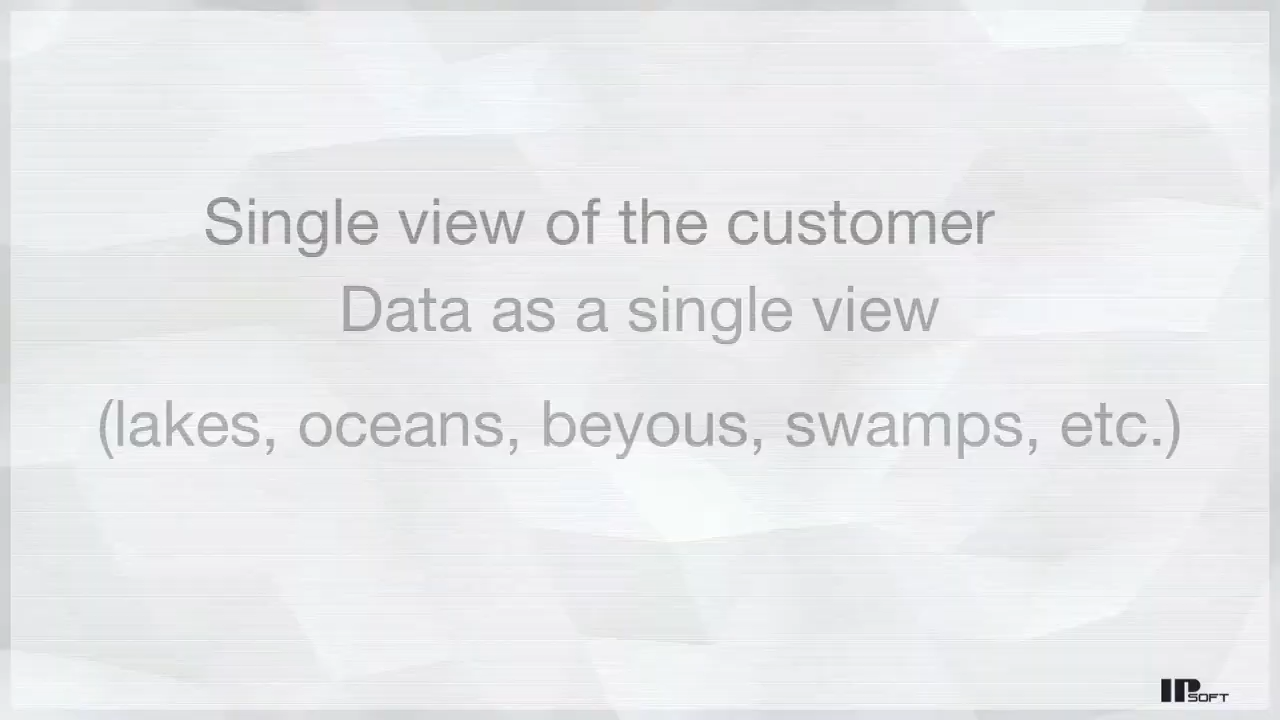 Single view of the customer
Data as a single view
(lakes, oceans, beyous, swamps, etc.)
IPSOFT